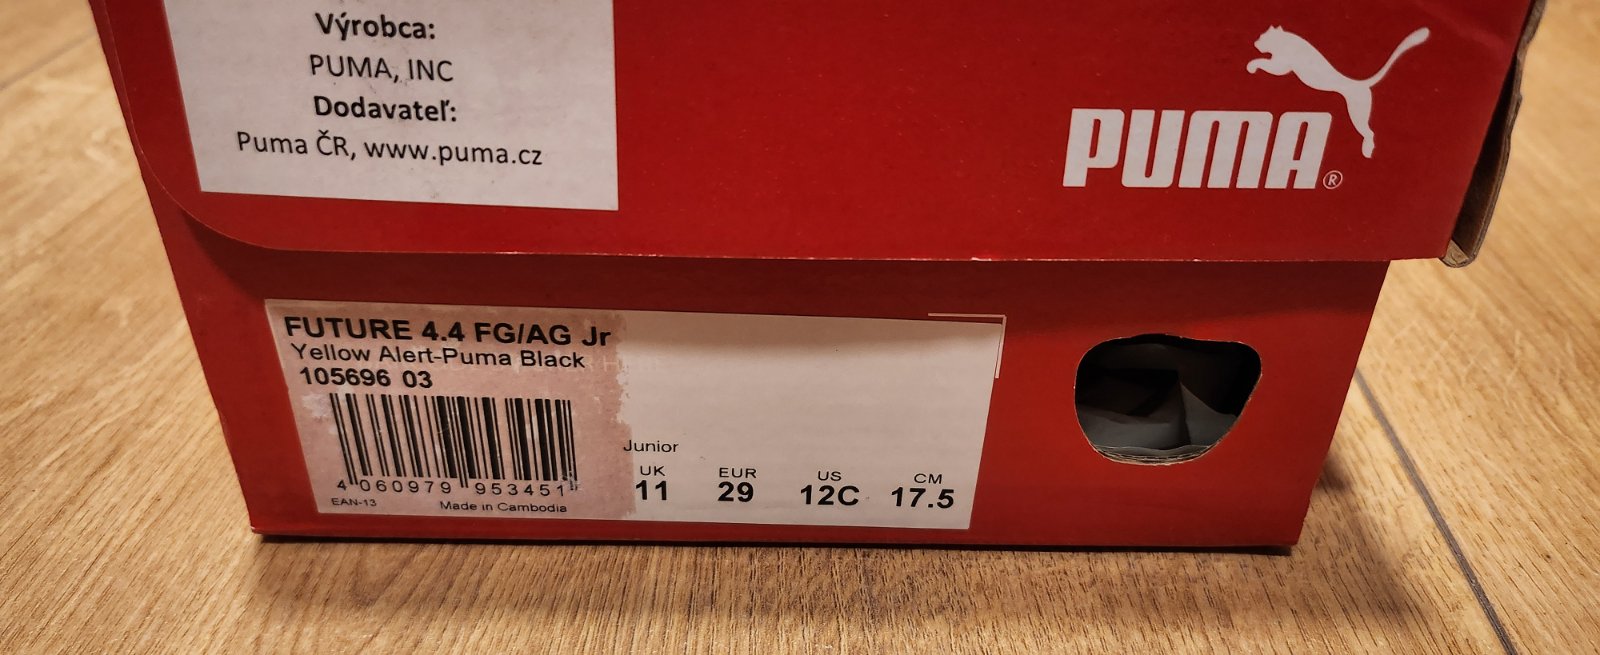 Výrobca:
PUMA, INC
Dodavateľ:
Puma ČR, www.puma.cz
PUMA®
FUTURE 4.4 FG/AG Jr
Yellow Alert-Puma Black
105696 03
4 060979 953451
EAN-13
Made in Cambodia
Junior
UK EUR US CM
11 29 12C 17.5